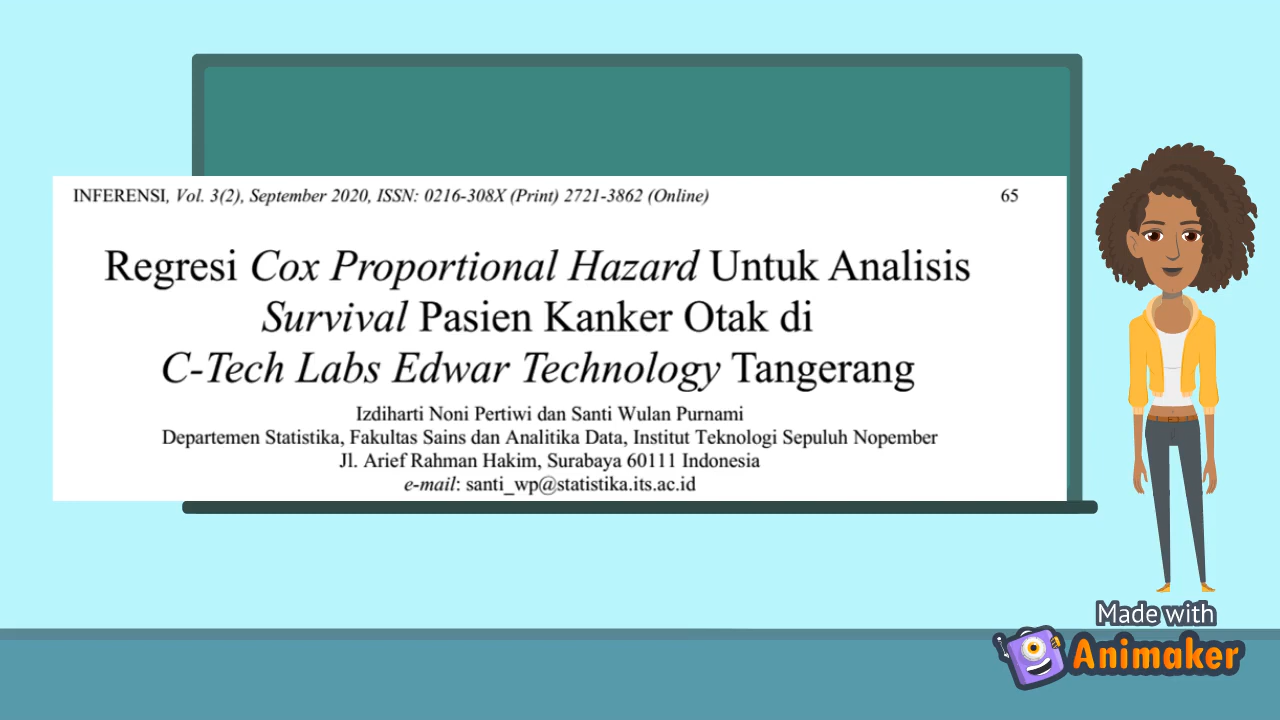 INFERENSI, Vol. 3(2), September 2020, ISSN: 0216-308X (Print) 2721-3862 (Online) 65
Regresi Cox Proportional Hazard Untuk Analisis
Survival Pasien Kanker Otak di
C-Tech Labs Edwar Technology Tangerang
Izdiharti Noni Pertiwi dan Santi Wulan Purnami
Departemen Statistika, Fakultas Sains dan Analitika Data, Institut Teknologi Sepuluh Nopember
Jl. Arief Rahman Hakim, Surabaya 60111 Indonesia
e-mail: santi_wp@statistika.its.ac.id
Made with
Animaker